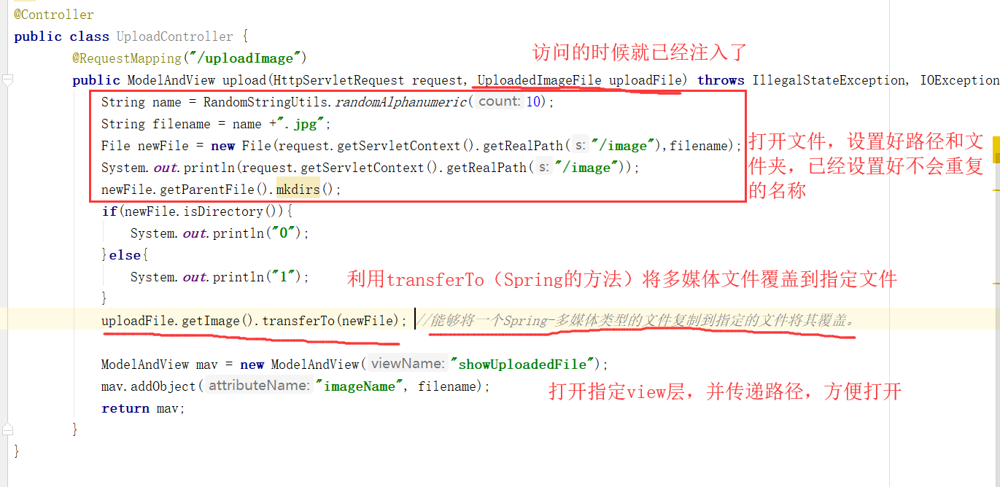 @Controller
public class UploadController {
@RequestMapping("/uploadImage")
访问的时候就已经注入了
public ModelAndView upload(HttpServletRequest request, UploadedImageFile uploadFile) throws IllegalStateException, IOException
String name = RandomStringUtils.randomAlphanumeric( count: 10);
String filename = name +".jpg";
File newFile = new File(request.getServletContext().getRealPath( s: "/image"),filename);
System.out.println(request.getServletContext().getRealPath( s: "/image"));
newFile.getParentFile().mkdirs();
打开文件，设置好路径和文
件夹，已经设置好不会重复
的名称
if(newFile.isDirectory()){
System.out.println("0");
}else{
System.out.println("1");
利用transferTo（Spring的方法）将多媒体文件覆盖到指定文件
}
uploadFile.getImage().transferTo(newFile); //能够将一个Spring-多媒体类型的文件复制到指定的文件将其覆盖。
ModelAndView mav = new ModelAndView( viewName: "showUploadedFile");
mav.addObject( attributeName: "imageName", filename);
打开指定view层，并传递路径，方便打开
return mav;
}
}